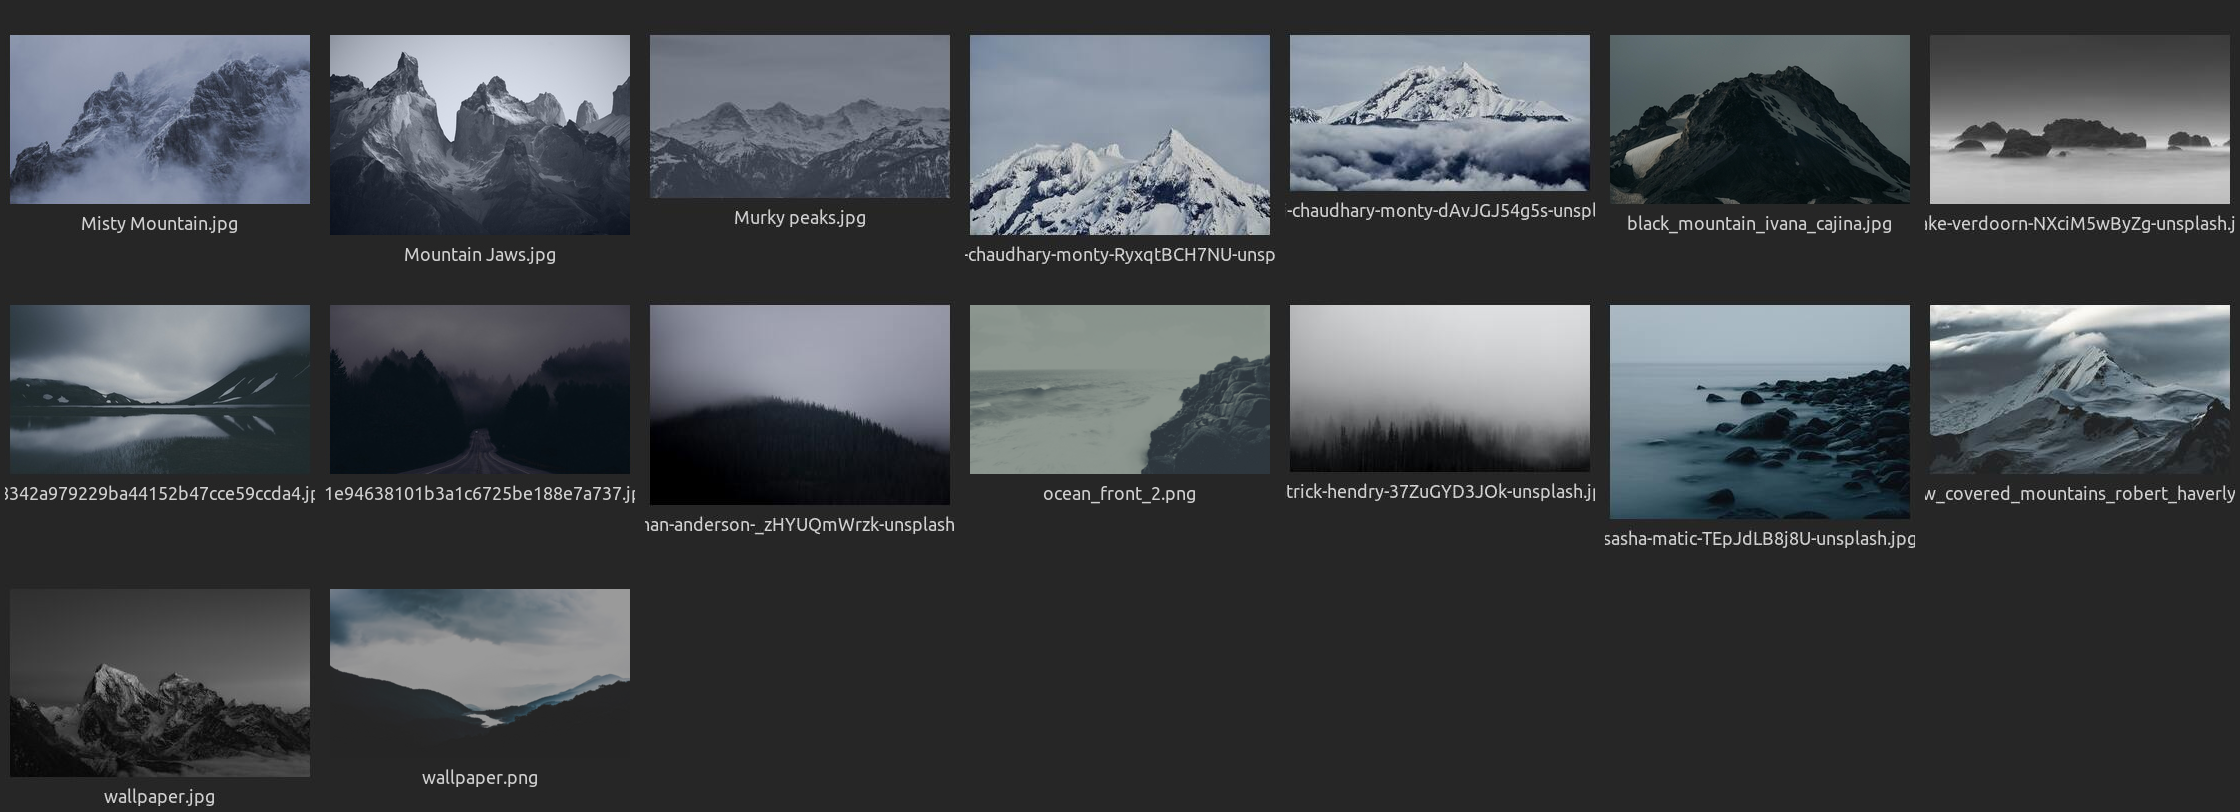 Misty Mountain.jpg
Mountain Jaws.jpg
Murky peaks.jpg
-chaudhary-monty-RyxqtBCH7NU-unsp
-chaudhary-monty-dAvJGJ54g5s-unspl
black_mountain_ivana_cajina.jpg
ake-verdoorn-NXciM5wByZg-unsplash.j
3342a979229ba44152b47cce59ccda4.jp
1e94638101b3a1c6725be188e7a737.jp
nan-anderson-_zHYUQmWrzk-unsplash
ocean_front_2.png
trick-hendry-37ZuGYD3JOk-unsplash.jp
sasha-matic-TEpJdLB8j8U-unsplash.jpg
w_covered_mountains_robert_haverly
wallpaper.jpg
wallpaper.png